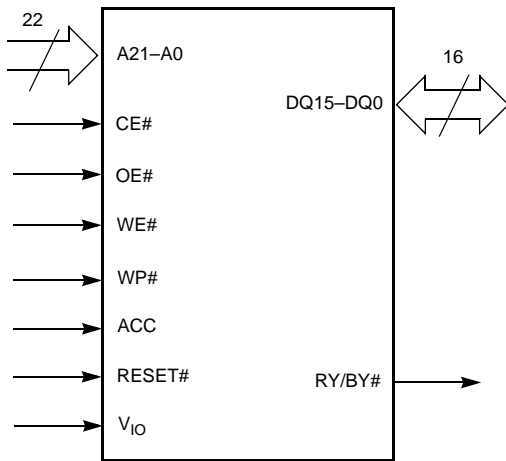 22
A21–A0
16
DQ15–DQ0
CE#
OE#
WE#
WP#
ACC
RESET#
RY/BY#
VIO